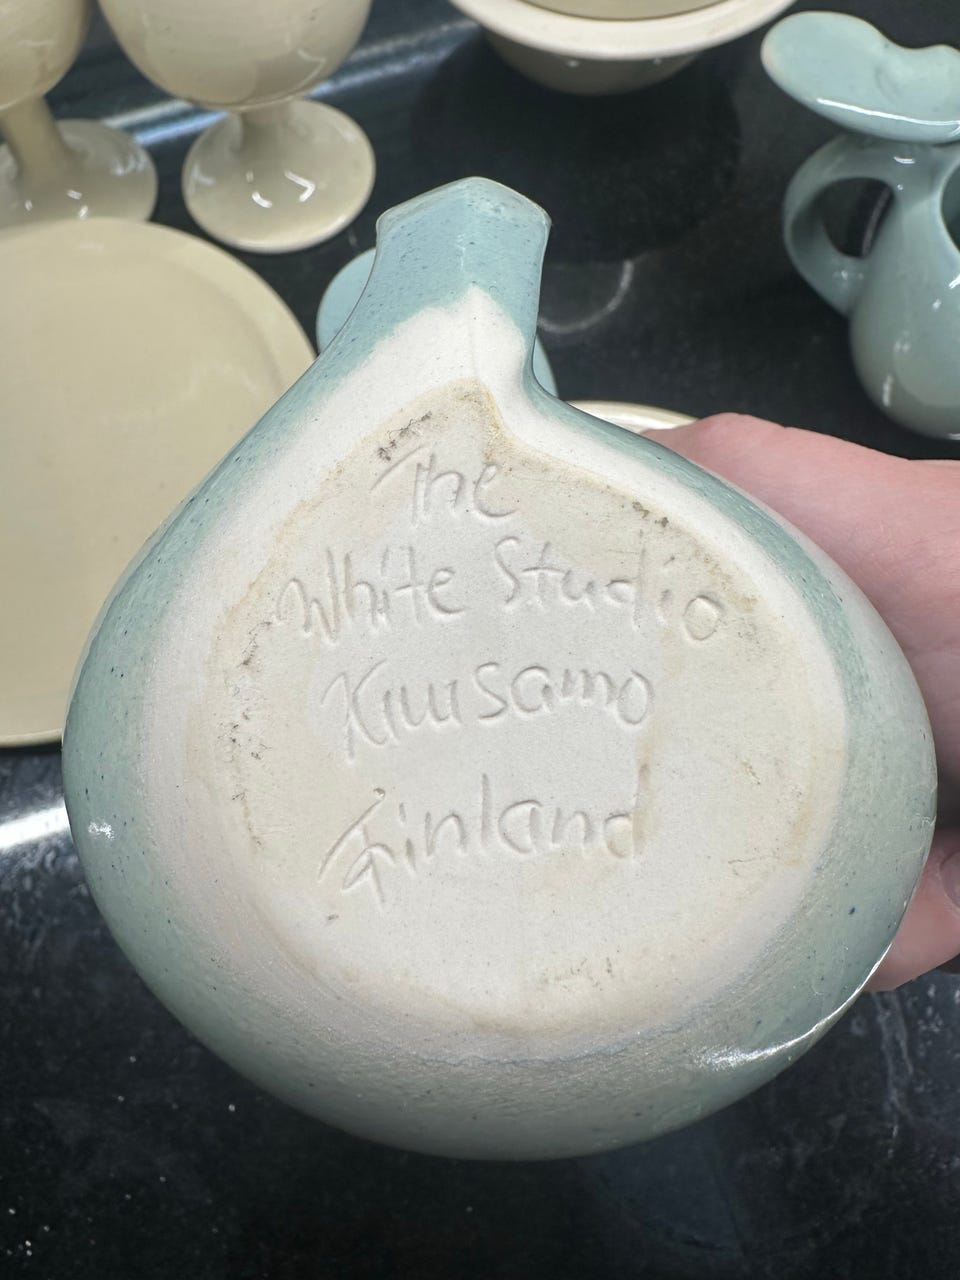 The
White Studio
Kuusamo
Finland